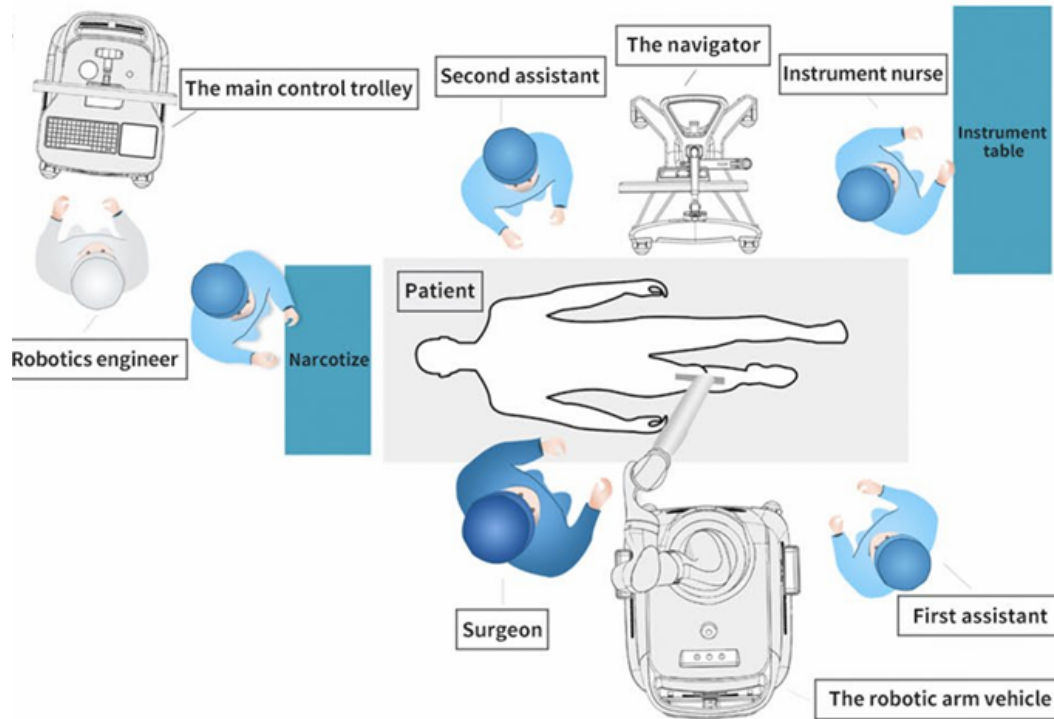 The main control trolley
Second assistant
The navigator
Instrument nurse
Instrument
table
Robotics engineer
Narcotize
Patient
Surgeon
First assistant
The robotic arm vehicle